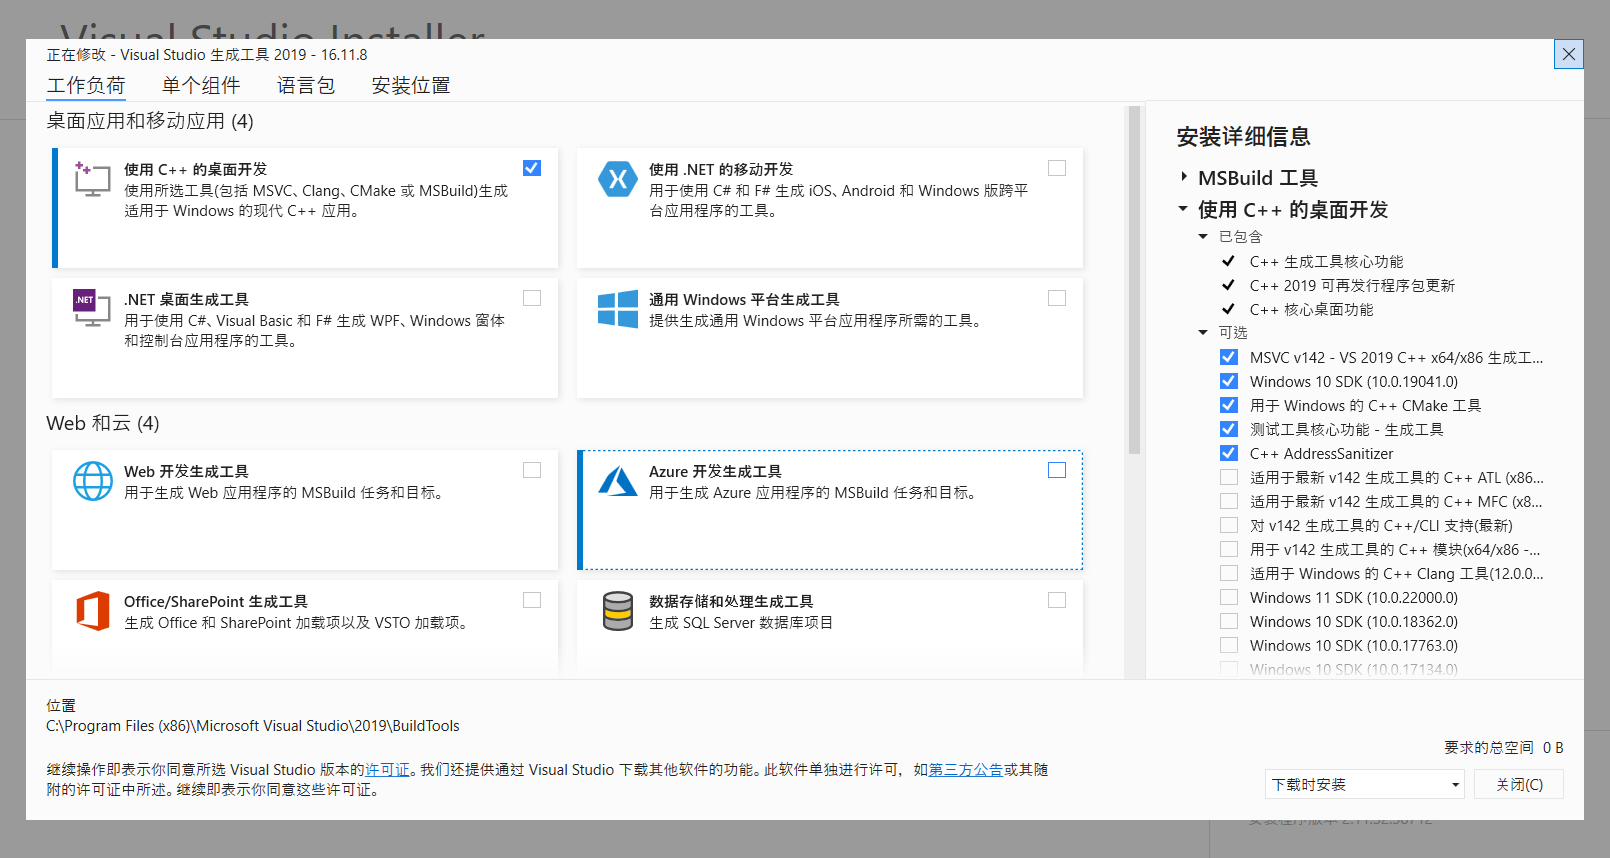 Visual Studio Installer
正在修改 - Visual Studio 生成工具 2019 - 16.11.8
工作负荷 单个组件 语言包 安装位置
桌面应用和移动应用 (4)
使用 C++ 的桌面开发
使用所选工具(包括 MSVC、Clang、CMake 或 MSBuild)生成
适用于 Windows 的现代 C++ 应用。
使用 .NET 的移动开发
用于使用 C# 和 F# 生成 iOS、Android 和 Windows 版跨平
台应用程序的工具。
.NET
.NET 桌面生成工具
用于使用 C#、Visual Basic 和 F# 生成 WPF、Windows 窗体
和控制台应用程序的工具。
通用 Windows 平台生成工具
提供生成通用 Windows 平台应用程序所需的工具。
Web 和云 (4)
Web 开发生成工具
用于生成 Web 应用程序的 MSBuild 任务和目标。
Azure 开发生成工具
用于生成 Azure 应用程序的 MSBuild 任务和目标。
Office/SharePoint 生成工具
生成 Office 和 SharePoint 加载项以及 VSTO 加载项。
数据存储和处理生成工具
生成 SQL Server 数据库项目
安装详细信息
MSBuild 工具
使用 C++ 的桌面开发
已包含
C++ 生成工具核心功能
C++ 2019 可再发行程序包更新
C++ 核心桌面功能
可选
MSVC v142 - VS 2019 C++ x64/x86 生成工...
Windows 10 SDK (10.0.19041.0)
用于 Windows 的 C++ CMake 工具
测试工具核心功能 - 生成工具
C++ AddressSanitizer
适用于最新 v142 生成工具的 C++ ATL (x86...
适用于最新 v142 生成工具的 C++ MFC (x8...
对 v142 生成工具的 C++/CLI 支持(最新)
用于 v142 生成工具的 C++ 模块(x64/x86 -...
适用于 Windows 的 C++ Clang 工具(12.0.0...
Windows 11 SDK (10.0.22000.0)
Windows 10 SDK (10.0.18362.0)
Windows 10 SDK (10.0.17763.0)
Windows 10 SDK (10.0.17134.0)
位置
C:\Program Files (x86)\Microsoft Visual Studio\2019\BuildTools
继续操作即表示你同意所选 Visual Studio 版本的许可证。我们还提供通过 Visual Studio 下载其他软件的功能。此软件单独进行许可，如第三方公告或其随
附的许可证中所述。继续即表示你同意这些许可证。
要求的总空间 0 B
下载时安装
关闭(C)